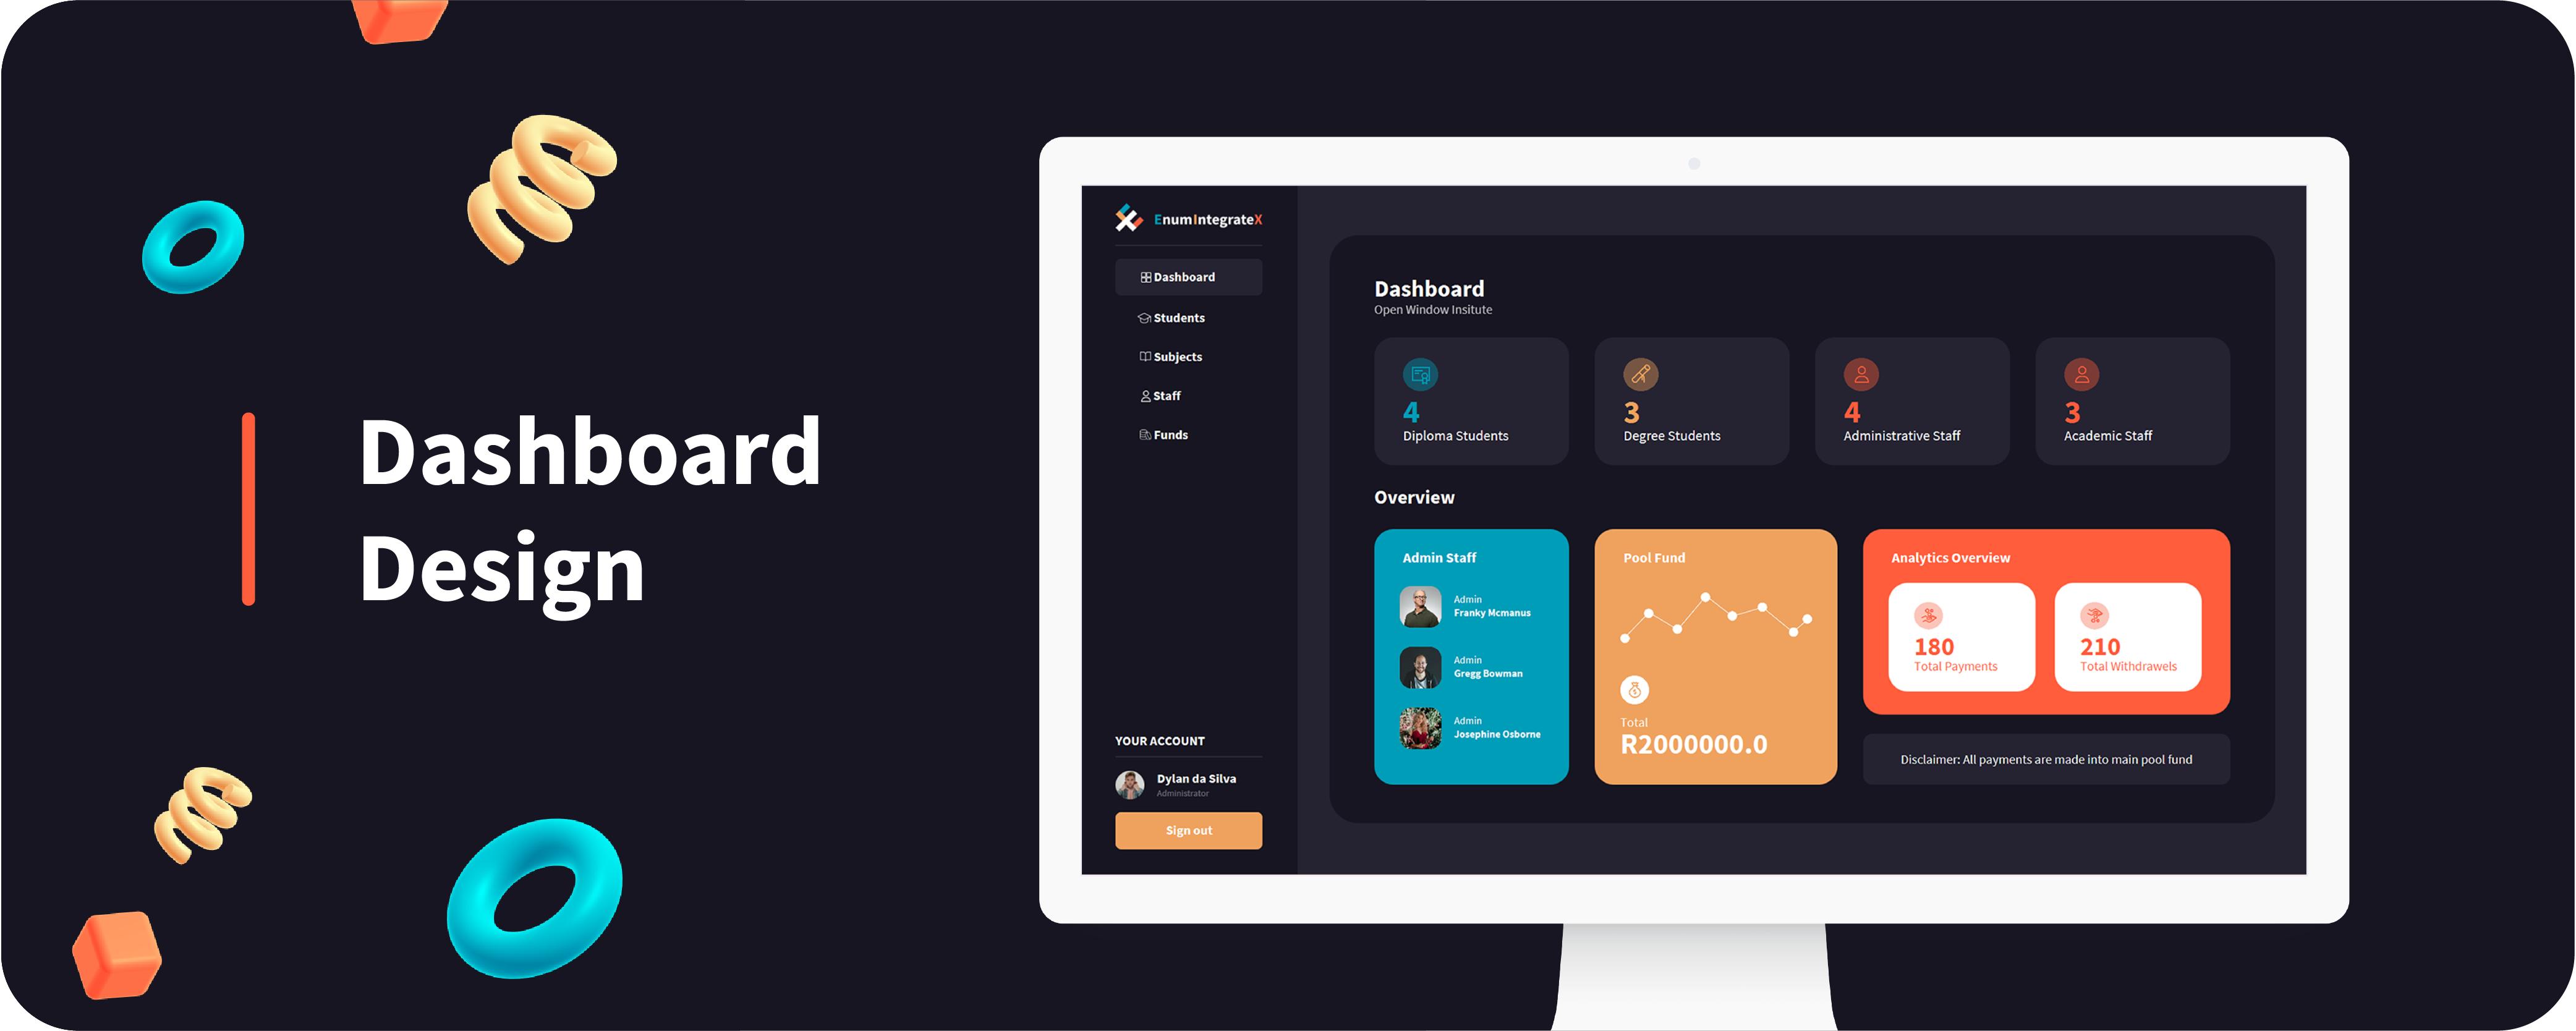 Dashboard
Design
EnumIntegrateX
Dashboard
Students
Subjects
Staff
Funds
YOUR ACCOUNT
Dylan da Silva
Administrator
Sign out
Dashboard
Open Window Insitute
4
Diploma Students
3
Degree Students
4
Administrative Staff
3
Academic Staff
Overview
Admin Staff
Admin
Franky Mcmanus
Admin
Gregg Bowman
Admin
Josephine Osborne
Pool Fund
Total
R2000000.0
Analytics Overview
180
Total Payments
210
Total Withdrawels
Disclaimer: All payments are made into main pool fund